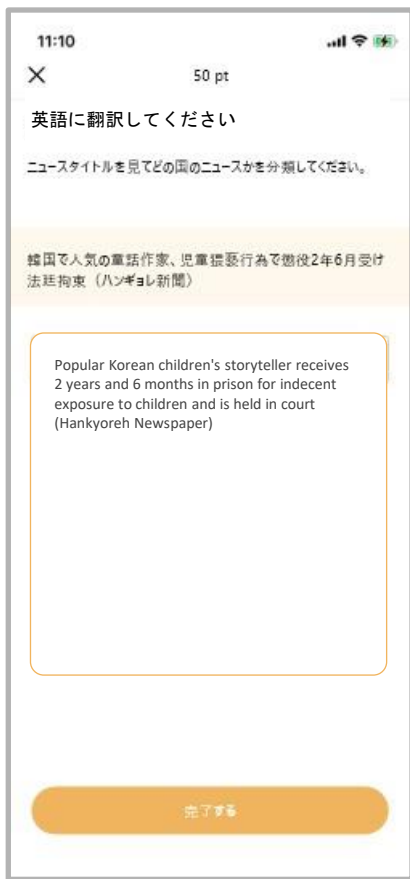 11:10
50 pt
英語に翻訳してください
ニュースタイトルを見てどの国のニュースかを分類してください。
韓国で人気の童話作家、児童猥褻行為で懲役2年6月受け
法廷拘束（ハンギョレ新聞）
Popular Korean children's storyteller receives
2 years and 6 months in prison for indecent
exposure to children and is held in court
(Hankyoreh Newspaper)
完了する